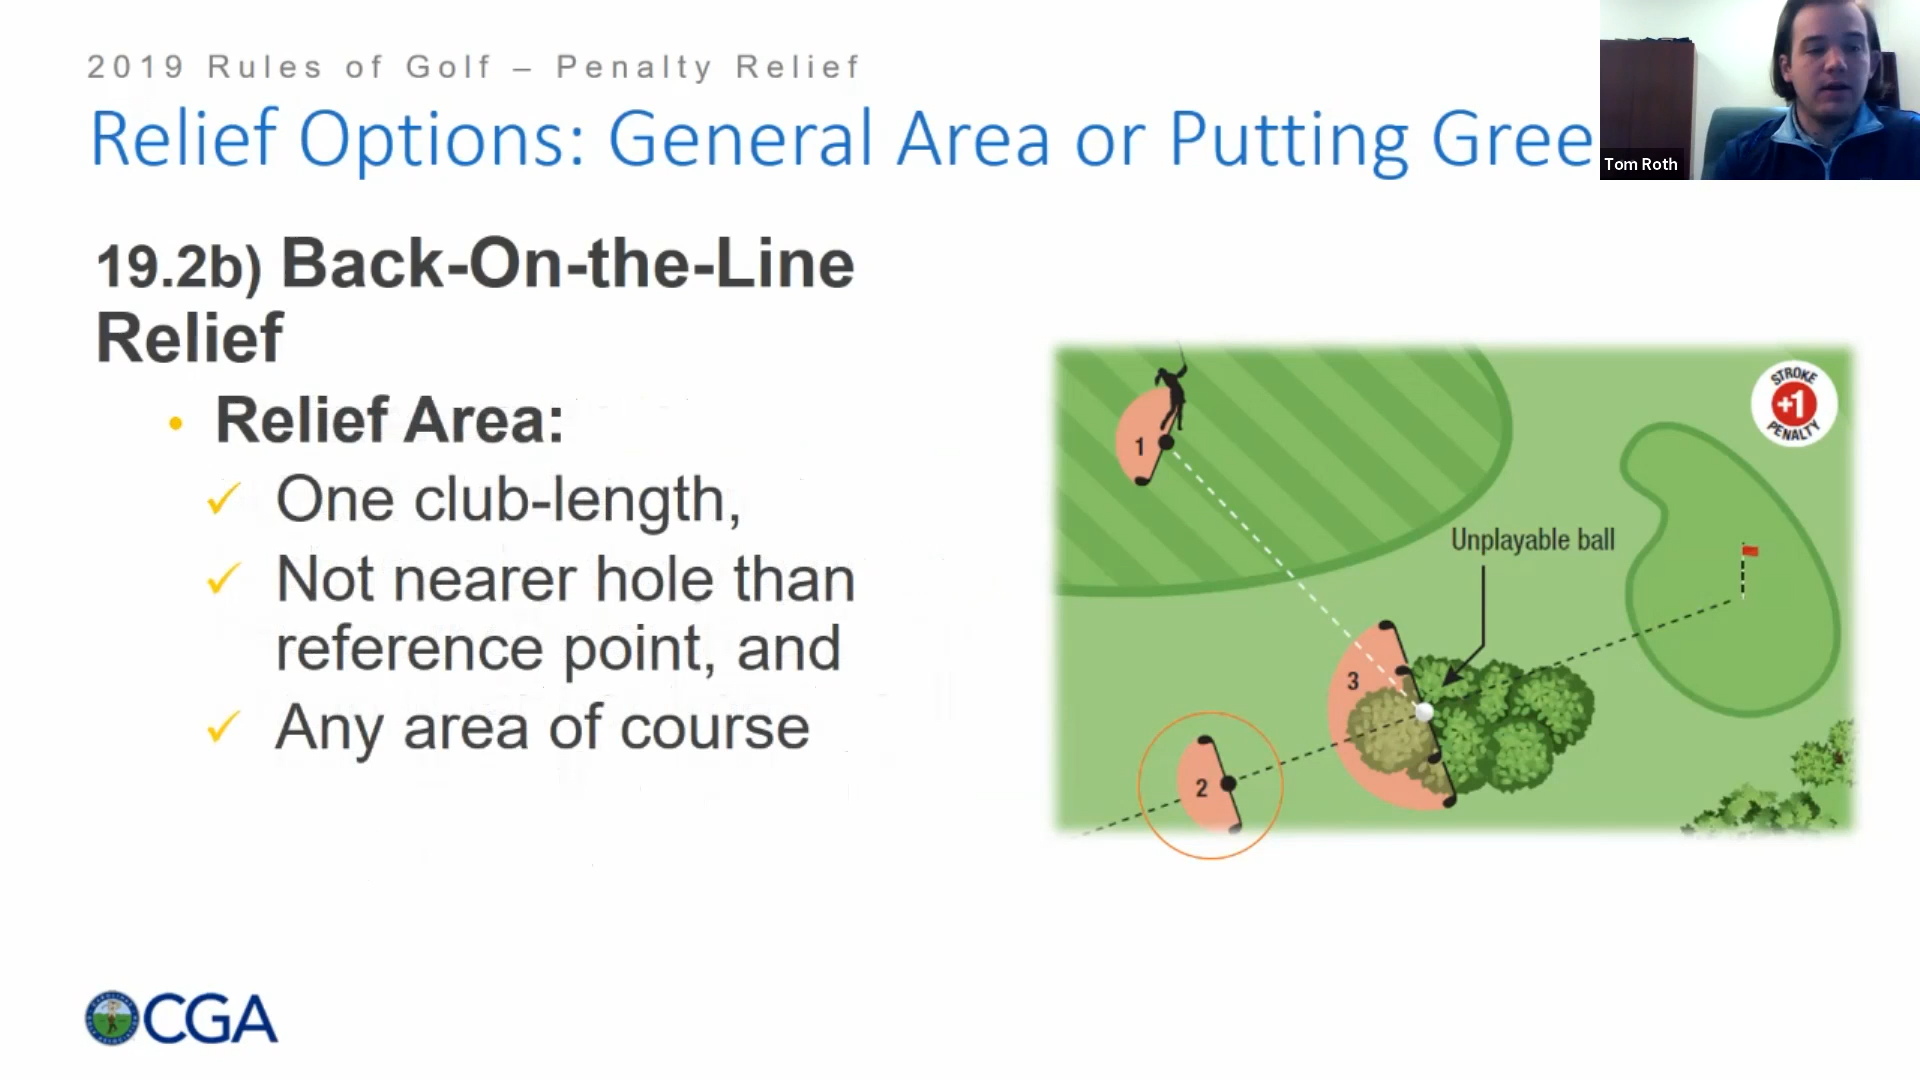 2019 Rules of Golf – Penalty Relief
Relief Options: General Area or Putting Gree
Tom Roth
19.2b) Back-On-the-Line
Relief
• Relief Area:
✓ One club-length,
✓ Not nearer hole than
reference point, and
✓ Any area of course
STROKE
+1
PENALTY
1
Unplayable ball
3
2
CGA